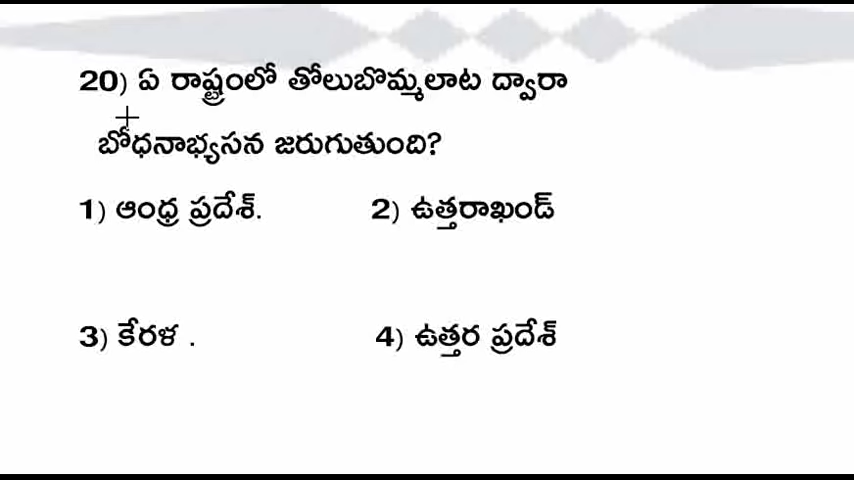 20) ఏ రాష్ట్రంలో తోలుబొమ్మలాట ద్వారా
బోధనాభ్యసన జరుగుతుంది?
1) ఆంధ్ర ప్రదేశ్. 2) ఉత్తరాఖండ్
3) కేరళ . 4) ఉత్తర ప్రదేశ్